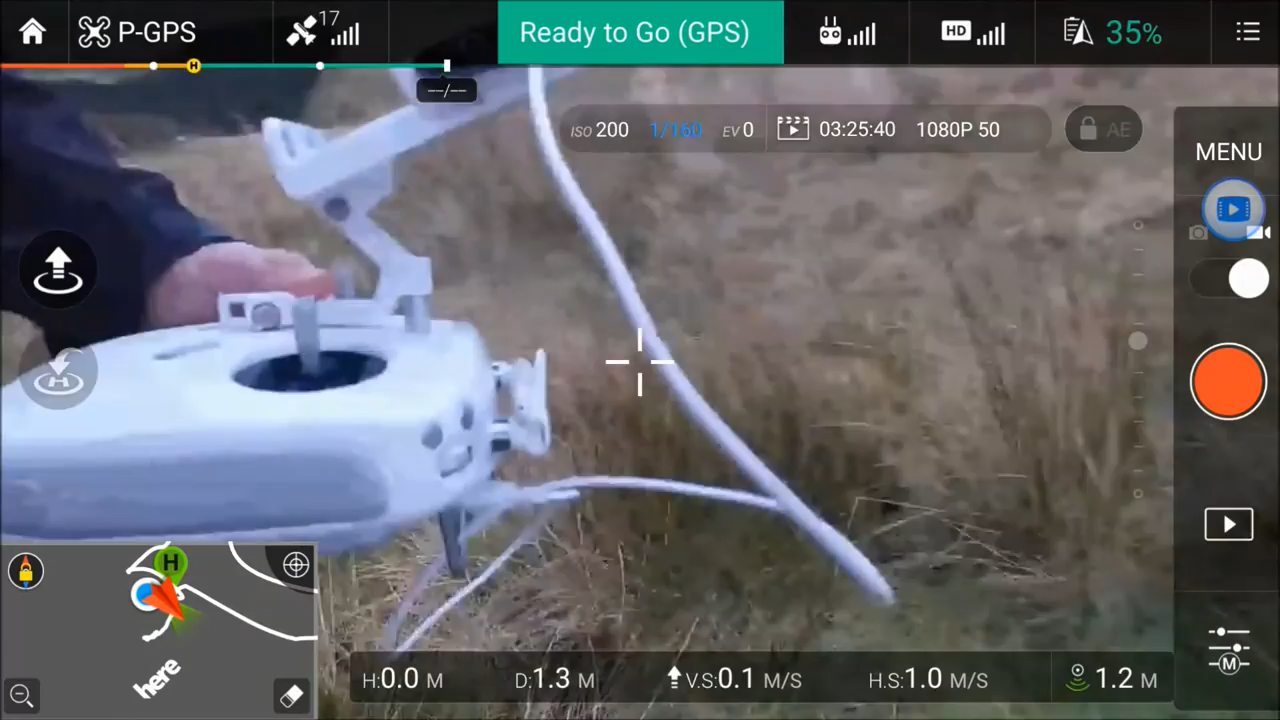 P-GPS
17
Ready to Go (GPS)
HD
35%
H
--/--
ISO 200 1/160 EV 0 03:25:40 1080P 50
AE
MENU
H
H
here
M
H:0.0 M D:1.3 M V.S:0.1 M/S H.S:1.0 M/S 1.2 M